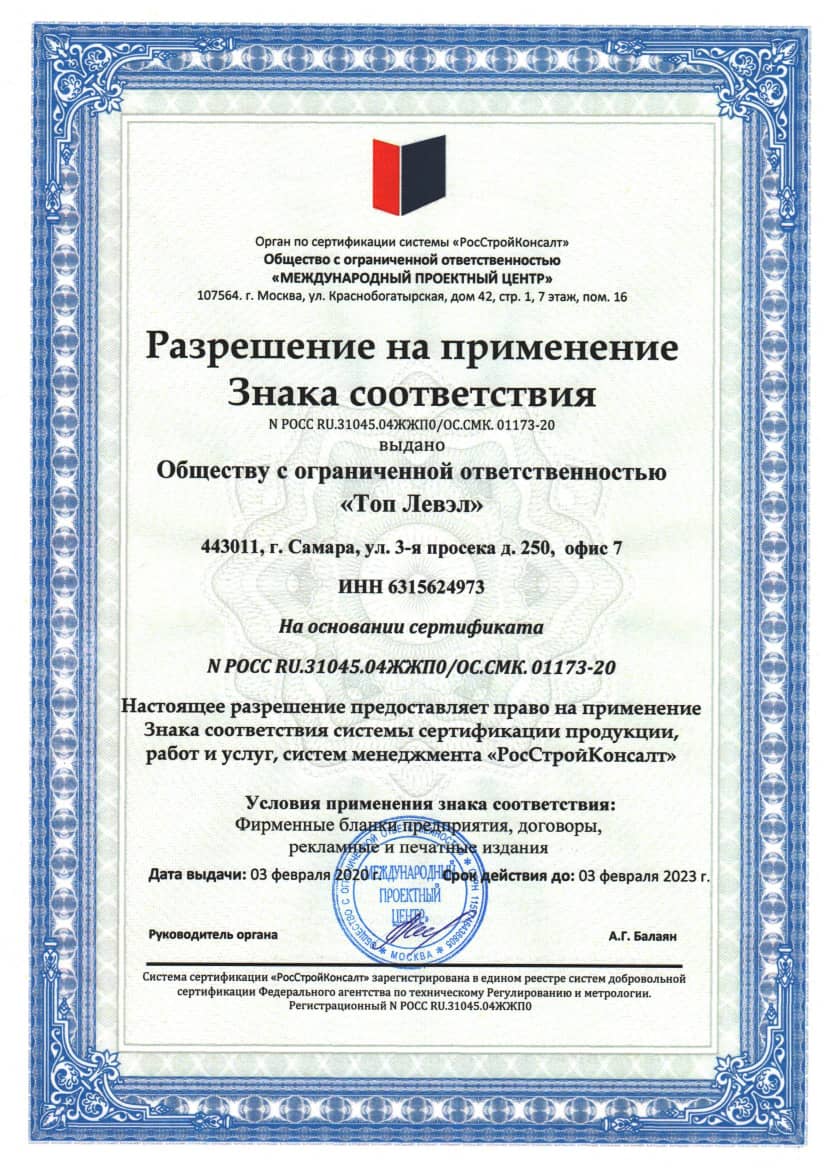 Орган по сертификации системы «РосСтройКонсалт»
Общество с ограниченной ответственностью
«МЕЖДУНАРОДНЫЙ ПРОЕКТНЫЙ ЦЕНТР»
107564. г. Москва, ул. Краснобогатырская, дом 42, стр. 1, 7 этаж, пом. 16
Разрешение на применение
Знака соответствия
N РОСС RU.31045.04ЖЖП0/ОС.СМК. 01173-20
выдано
Обществу с ограниченной ответственностью
«Топ Левэл»
443011, г. Самара, ул. 3-я просека д. 250, офис 7
ИНН 6315624973
На основании сертификата
N РОСС RU.31045.04ЖЖП0/ОС.СМК. 01173-20
Настоящее разрешение предоставляет право на применение
Знака соответствия системы сертификации продукции,
работ и услуг, систем менеджмента «РосСтройКонсалт»
Условия применения знака соответствия:
Фирменные бланки предприятия, договоры,
рекламные и печатные издания
Дата выдачи: 03 февраля 2020 г. Срок действия до: 03 февраля 2023 г.
МЕЖДУНАРОДНЫЙ
ПРОЕКТНЫЙ
ЦЕНТР»
ОБЩЕСТВО С ОГРАНИЧЕННОЙ ОТВЕТСТВЕННОСТЬЮ
МОСКВА
Руководитель органа А.Г. Балаян
Система сертификации «РосСтройКонсалт» зарегистрирована в едином реестре систем добровольной
сертификации Федерального агентства по техническому Регулированию и метрологии.
Регистрационный N РОСС RU.31045.04ЖЖП0